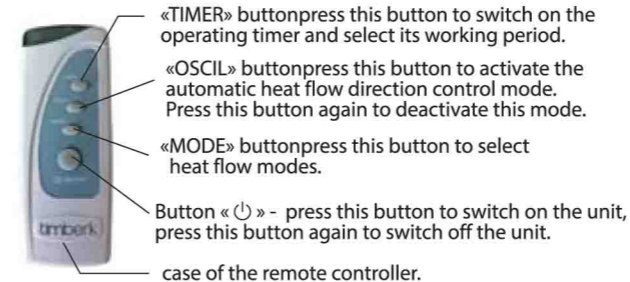 «TIMER» buttonpress this button to switch on the
operating timer and select its working period.
«OSCIL» buttonpress this button to activate the
automatic heat flow direction control mode.
Press this button again to deactivate this mode.
«MODE» buttonpress this button to select
heat flow modes.
Button «⏻» - press this button to switch on the unit,
press this button again to switch off the unit.
timberk
case of the remote controller.